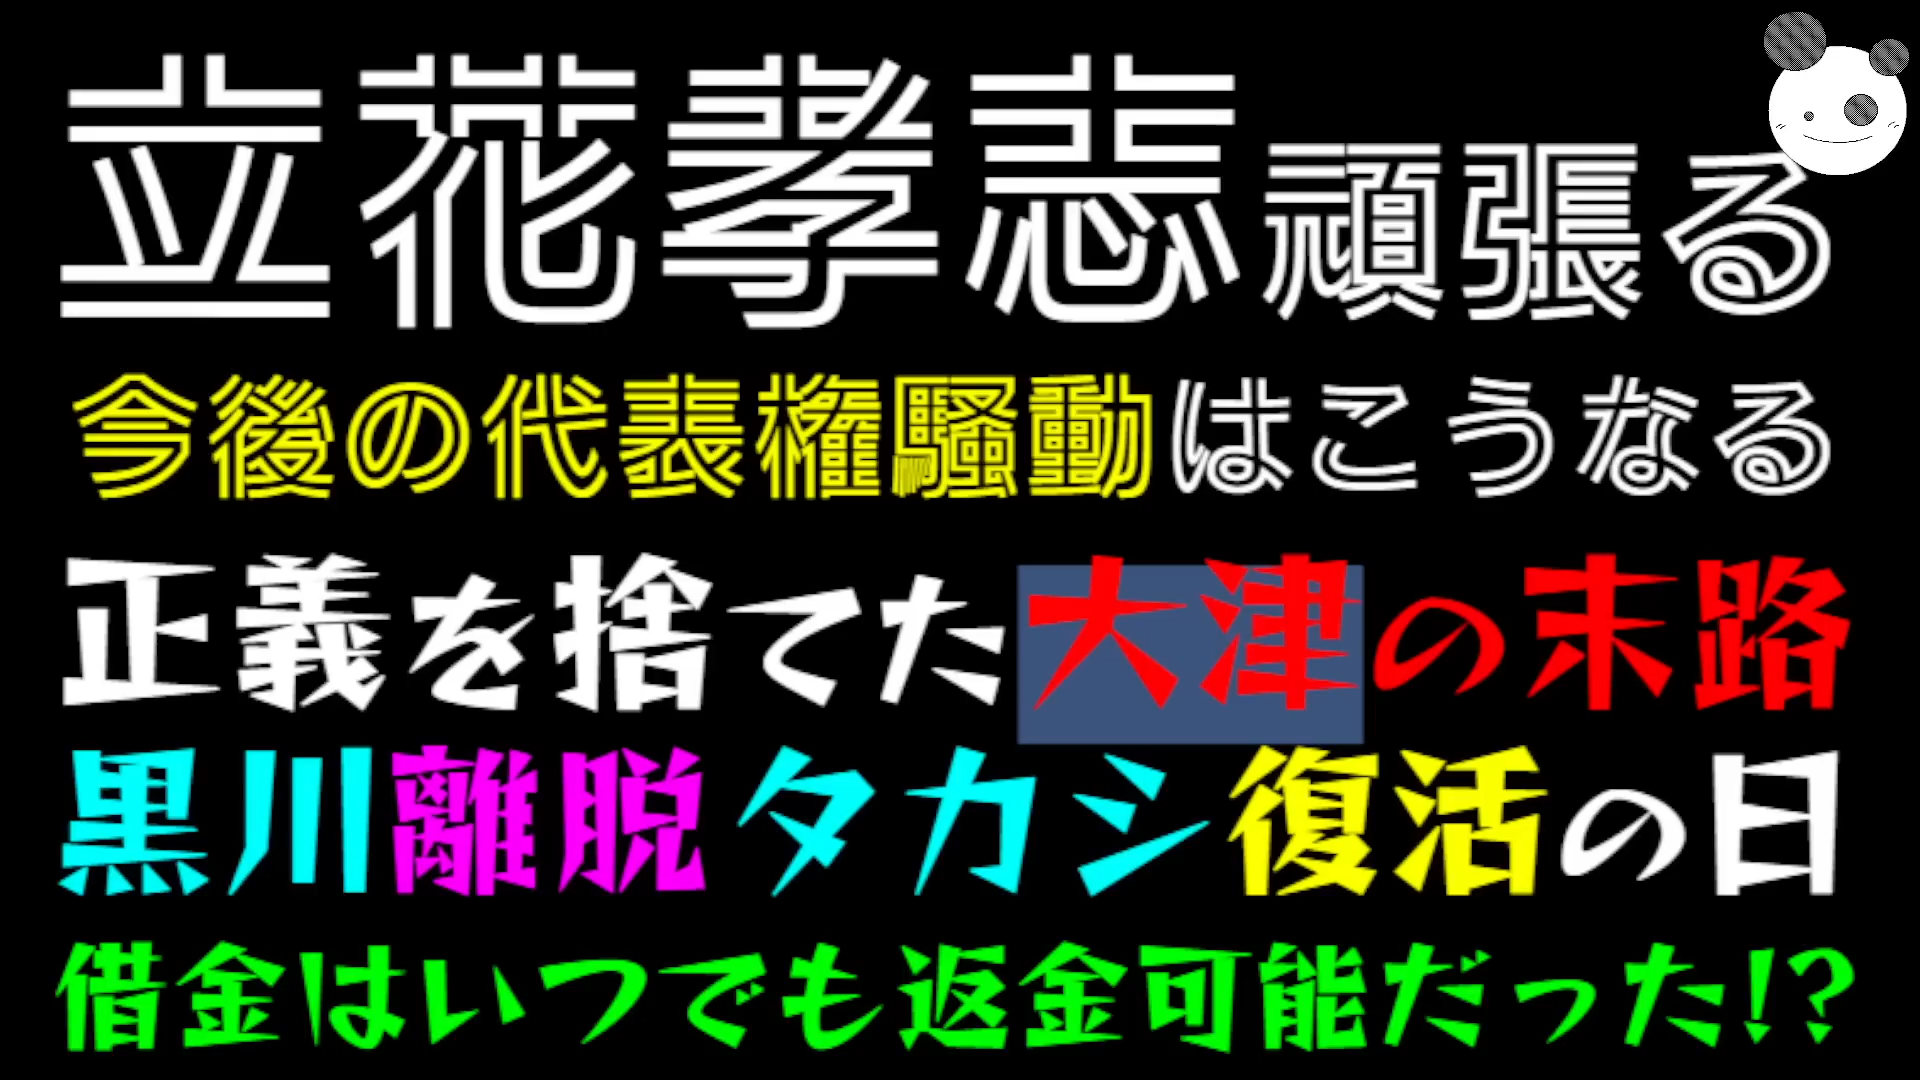 立花孝志頑張る
今後の代表権騒動はこうなる
正義を捨てた大津の末路
黒川離脱タカシ復活の日
借金はいつでも返金可能だった!?